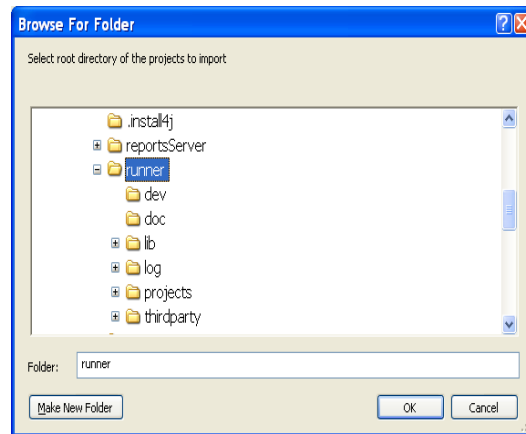 Browse For Folder
Select root directory of the projects to import
.install4j
reportsServer
runner
dev
doc
lib
log
projects
thirdparty
Folder: runner
Make New Folder OK Cancel